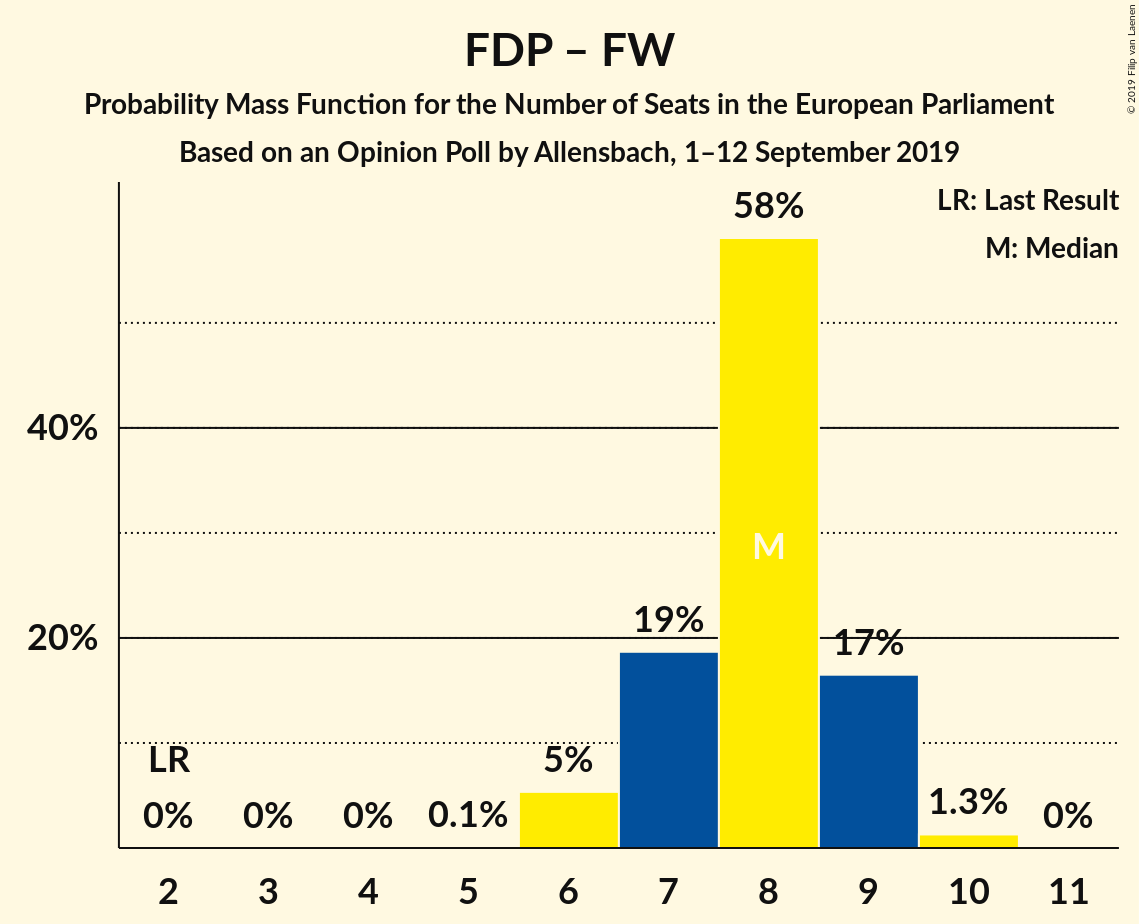 FDP – FW
Probability Mass Function for the Number of Seats in the European Parliament
Based on an Opinion Poll by Allensbach, 1–12 September 2019
© 2019 Filip van Laenen
LR: Last Result
M: Median
58%
40%
M
19%
20%
17%
LR
5%
0%
0%
0%
0.1%
1.3%
0%
2
3
4
5
6
7
8
9
10
11